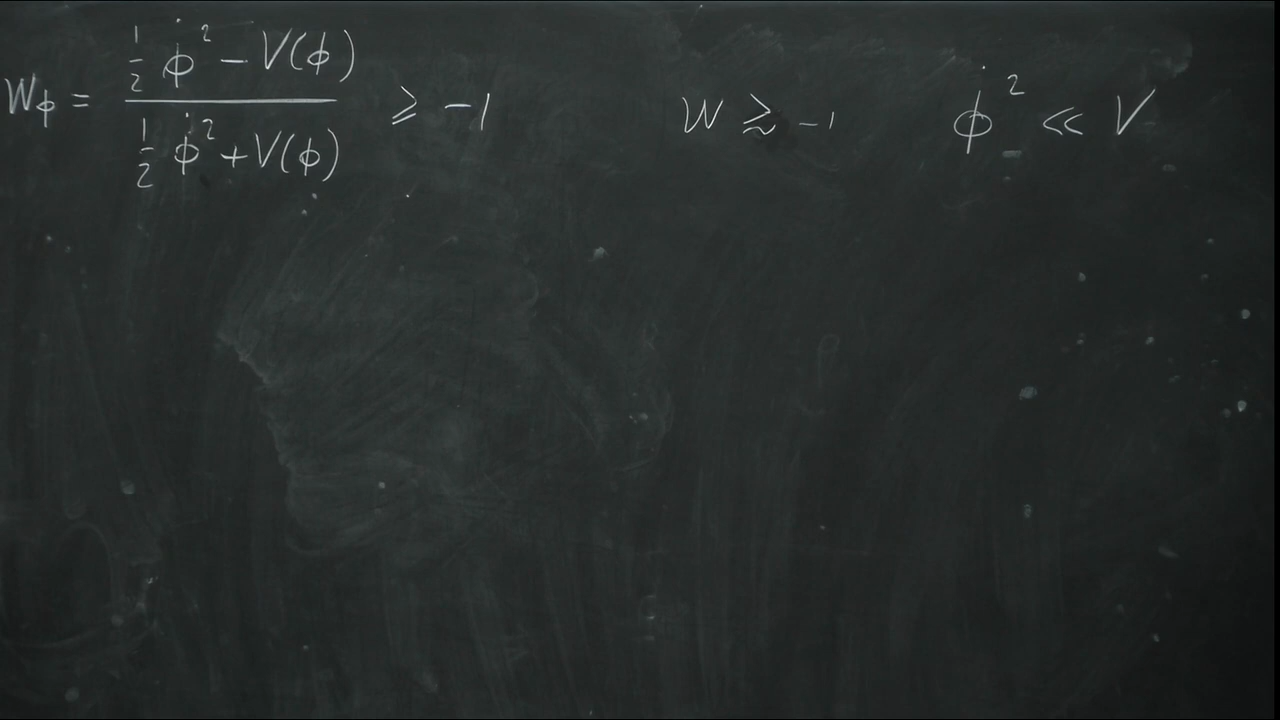 W_ϕ = (½ ϕ̇² − V(ϕ)) / (½ ϕ̇² + V(ϕ)) ⩾ −1    W ≳ −1    ϕ̇² ≪ V